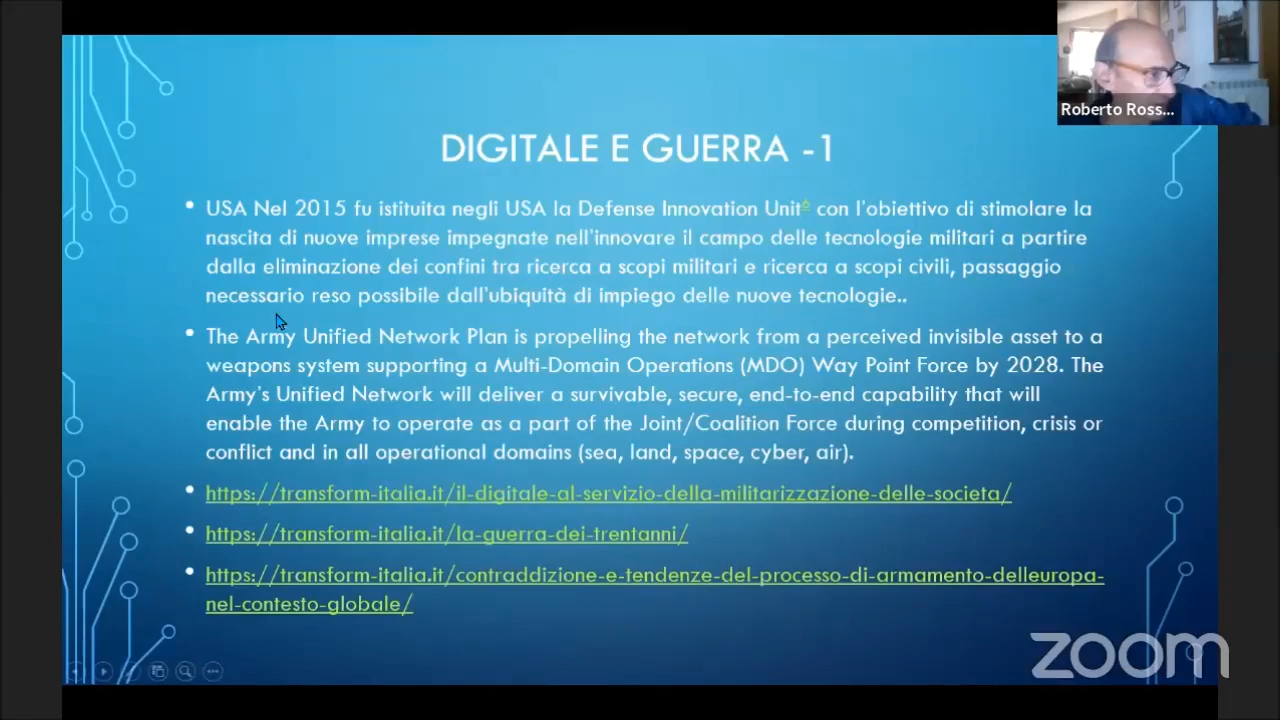 Roberto Ross...
DIGITALE E GUERRA -1
• USA Nel 2015 fu istituita negli USA la Defense Innovation Unit6 con l'obiettivo di stimolare la
nascita di nuove imprese impegnate nell'innovare il campo delle tecnologie militari a partire
dalla eliminazione dei confini tra ricerca a scopi militari e ricerca a scopi civili, passaggio
necessario reso possibile dall'ubiquità di impiego delle nuove tecnologie..
• The Army Unified Network Plan is propelling the network from a perceived invisible asset to a
weapons system supporting a Multi-Domain Operations (MDO) Way Point Force by 2028. The
Army's Unified Network will deliver a survivable, secure, end-to-end capability that will
enable the Army to operate as a part of the Joint/Coalition Force during competition, crisis or
conflict and in all operational domains (sea, land, space, cyber, air).
• https://transform-italia.it/il-digitale-al-servizio-della-militarizzazione-delle-societa/
• https://transform-italia.it/la-guerra-dei-trentanni/
• https://transform-italia.it/contraddizione-e-tendenze-del-processo-di-armamento-delleuropa-
nel-contesto-globale/
zoom